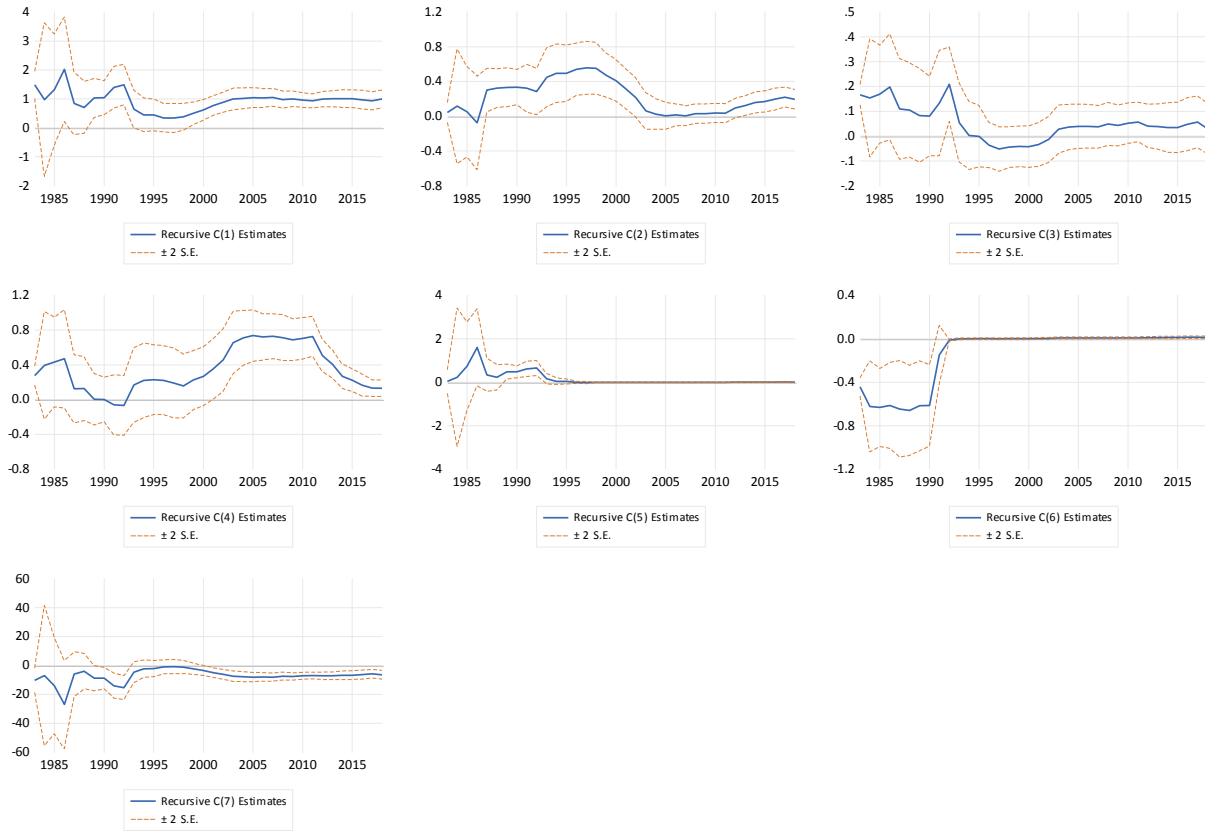 4
3
2
1
0
-1
-2
1985 1990 1995 2000 2005 2010 2015
Recursive C(1) Estimates
± 2 S.E.
1.2
0.8
0.4
0.0
-0.4
-0.8
1985 1990 1995 2000 2005 2010 2015
Recursive C(2) Estimates
± 2 S.E.
.5
.4
.3
.2
.1
.0
-.1
-.2
1985 1990 1995 2000 2005 2010 2015
Recursive C(3) Estimates
± 2 S.E.
1.2
0.8
0.4
0.0
-0.4
-0.8
1985 1990 1995 2000 2005 2010 2015
Recursive C(4) Estimates
± 2 S.E.
4
2
0
-2
-4
1985 1990 1995 2000 2005 2010 2015
Recursive C(5) Estimates
± 2 S.E.
0.4
0.0
-0.4
-0.8
-1.2
1985 1990 1995 2000 2005 2010 2015
Recursive C(6) Estimates
± 2 S.E.
60
40
20
0
-20
-40
-60
1985 1990 1995 2000 2005 2010 2015
Recursive C(7) Estimates
± 2 S.E.